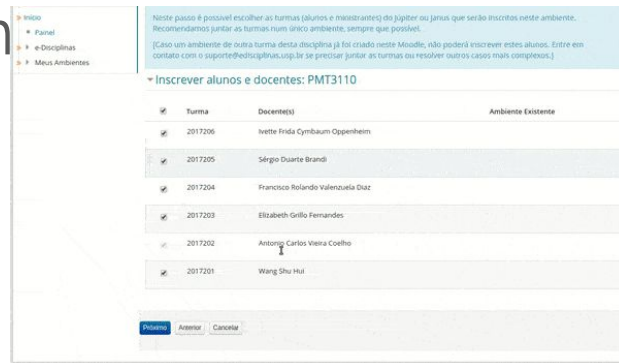 n
Início
Painel
e-Disciplinas
Meus Ambientes
Neste passo é possível escolher as turmas (alunos e ministrantes) do Júpiter ou Janus que serão inscritos neste ambiente.
Recomendamos juntar as turmas num único ambiente, sempre que possível.
[Caso um ambiente de outra turma desta disciplina já foi criado neste Moodle, não poderá inscrever estes alunos. Entre em
contato com o suporte@edisciplinas.usp.br se precisar juntar as turmas ou resolver outros casos mais complexos.]
Inscrever alunos e docentes: PMT3110
Turma Docente(s) Ambiente Existente
2017206 Ivette Frida Cymbaum Oppenheim
2017205 Sérgio Duarte Brandi
2017204 Francisco Rolando Valenzuela Diaz
2017203 Elizabeth Grillo Fernandes
2017202 Antonio Carlos Vieira Coelho
2017201 Wang Shu Hui
Próximo Anterior Cancelar